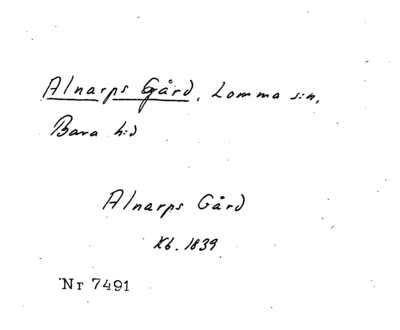 Alnarps Gård, Lomma s:n,
Bara h:d
Alnarps Gård
Kb. 1839
Nr 7491